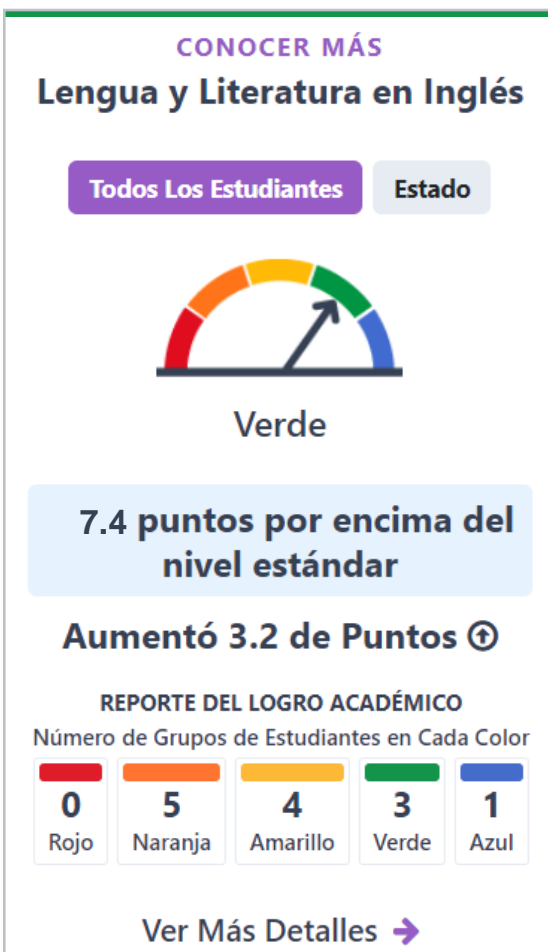 CONOCER MÁS
Lengua y Literatura en Inglés
Todos Los Estudiantes Estado
Verde
7.4 puntos por encima del
nivel estándar
Aumentó 3.2 de Puntos
REPORTE DEL LOGRO ACADÉMICO
Número de Grupos de Estudiantes en Cada Color
0 5 4 3 1
Rojo Naranja Amarillo Verde Azul
Ver Más Detalles